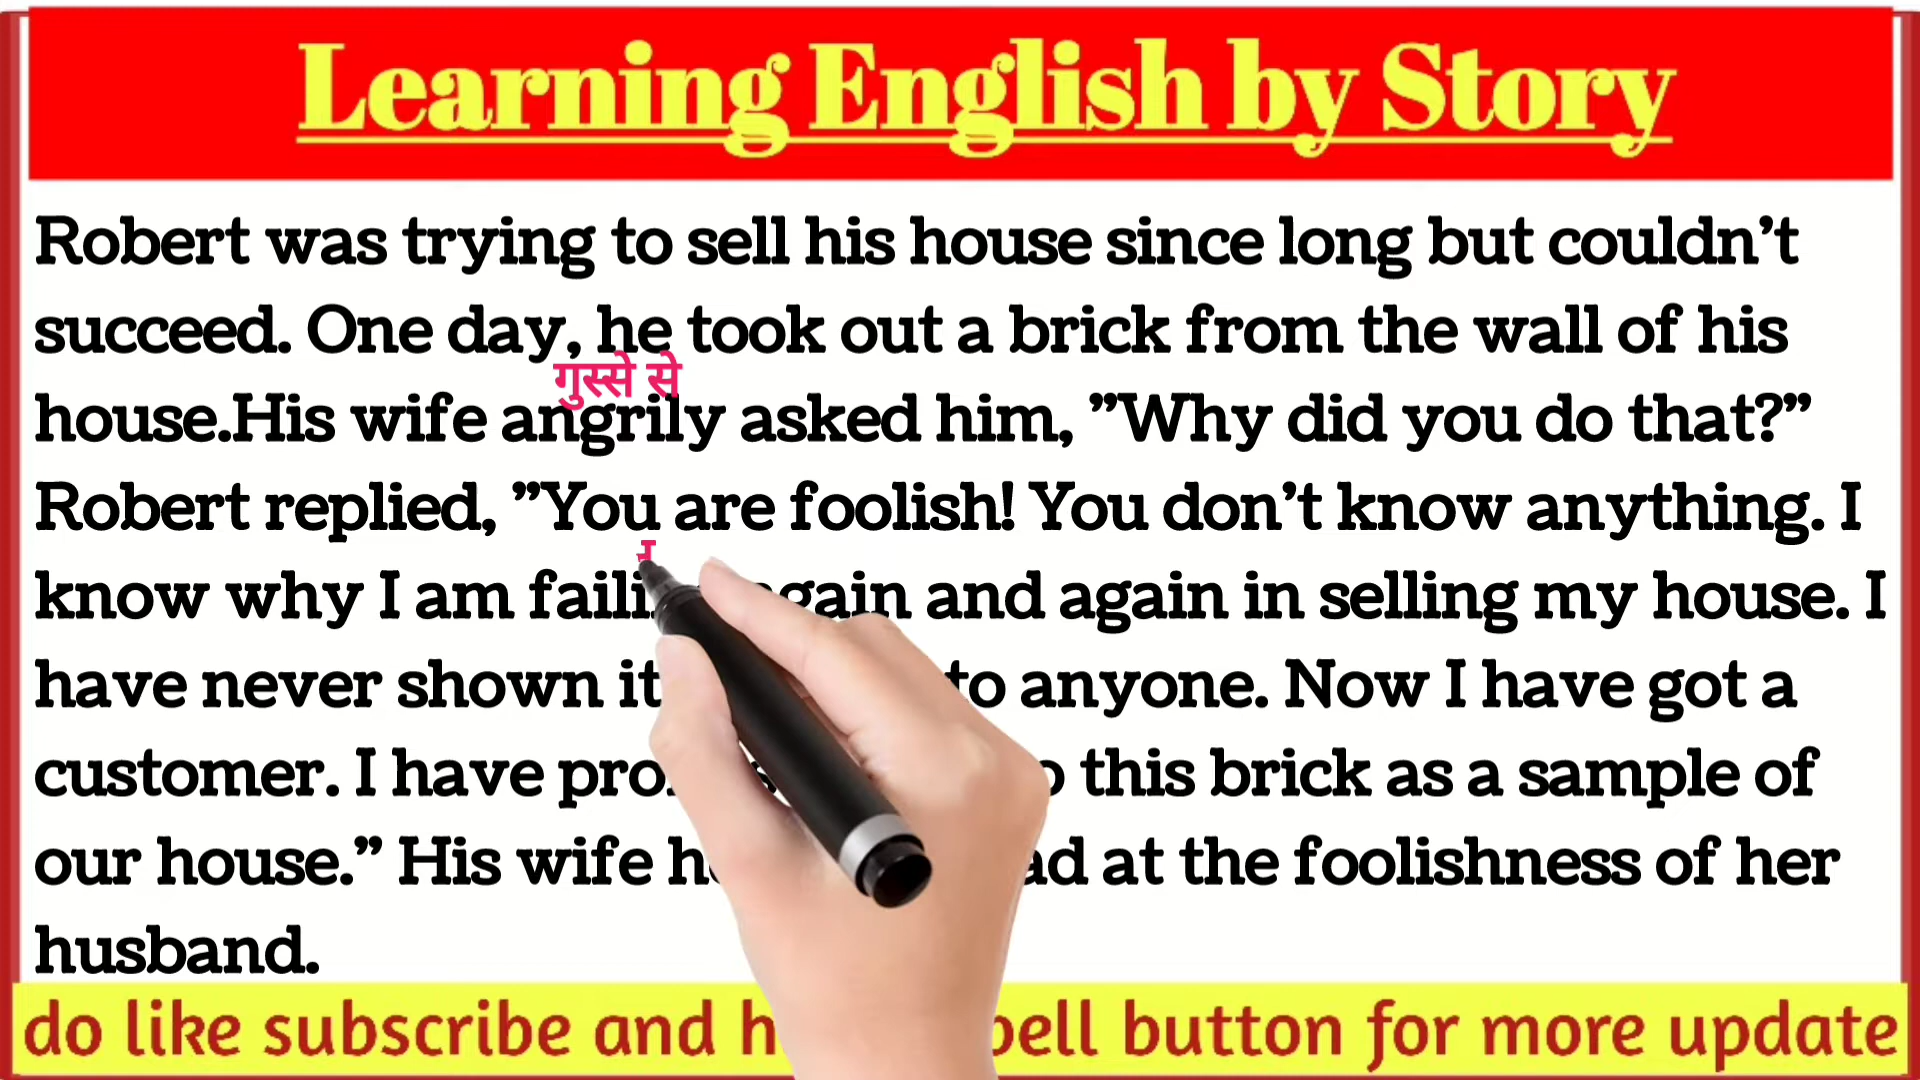 Learning English by Story
Robert was trying to sell his house since long but couldn’t
succeed. One day, he took out a brick from the wall of his
गुस्से से
house.His wife angrily asked him, ”Why did you do that?”
Robert replied, ”You are foolish! You don’t know anything. I
know why I am again and again in selling my house. I
have never shown it to anyone. Now I have got a
customer. I have this brick as a sample of
our house.” His wife at the foolishness of her
husband.
do like subscribe and bell button for more update